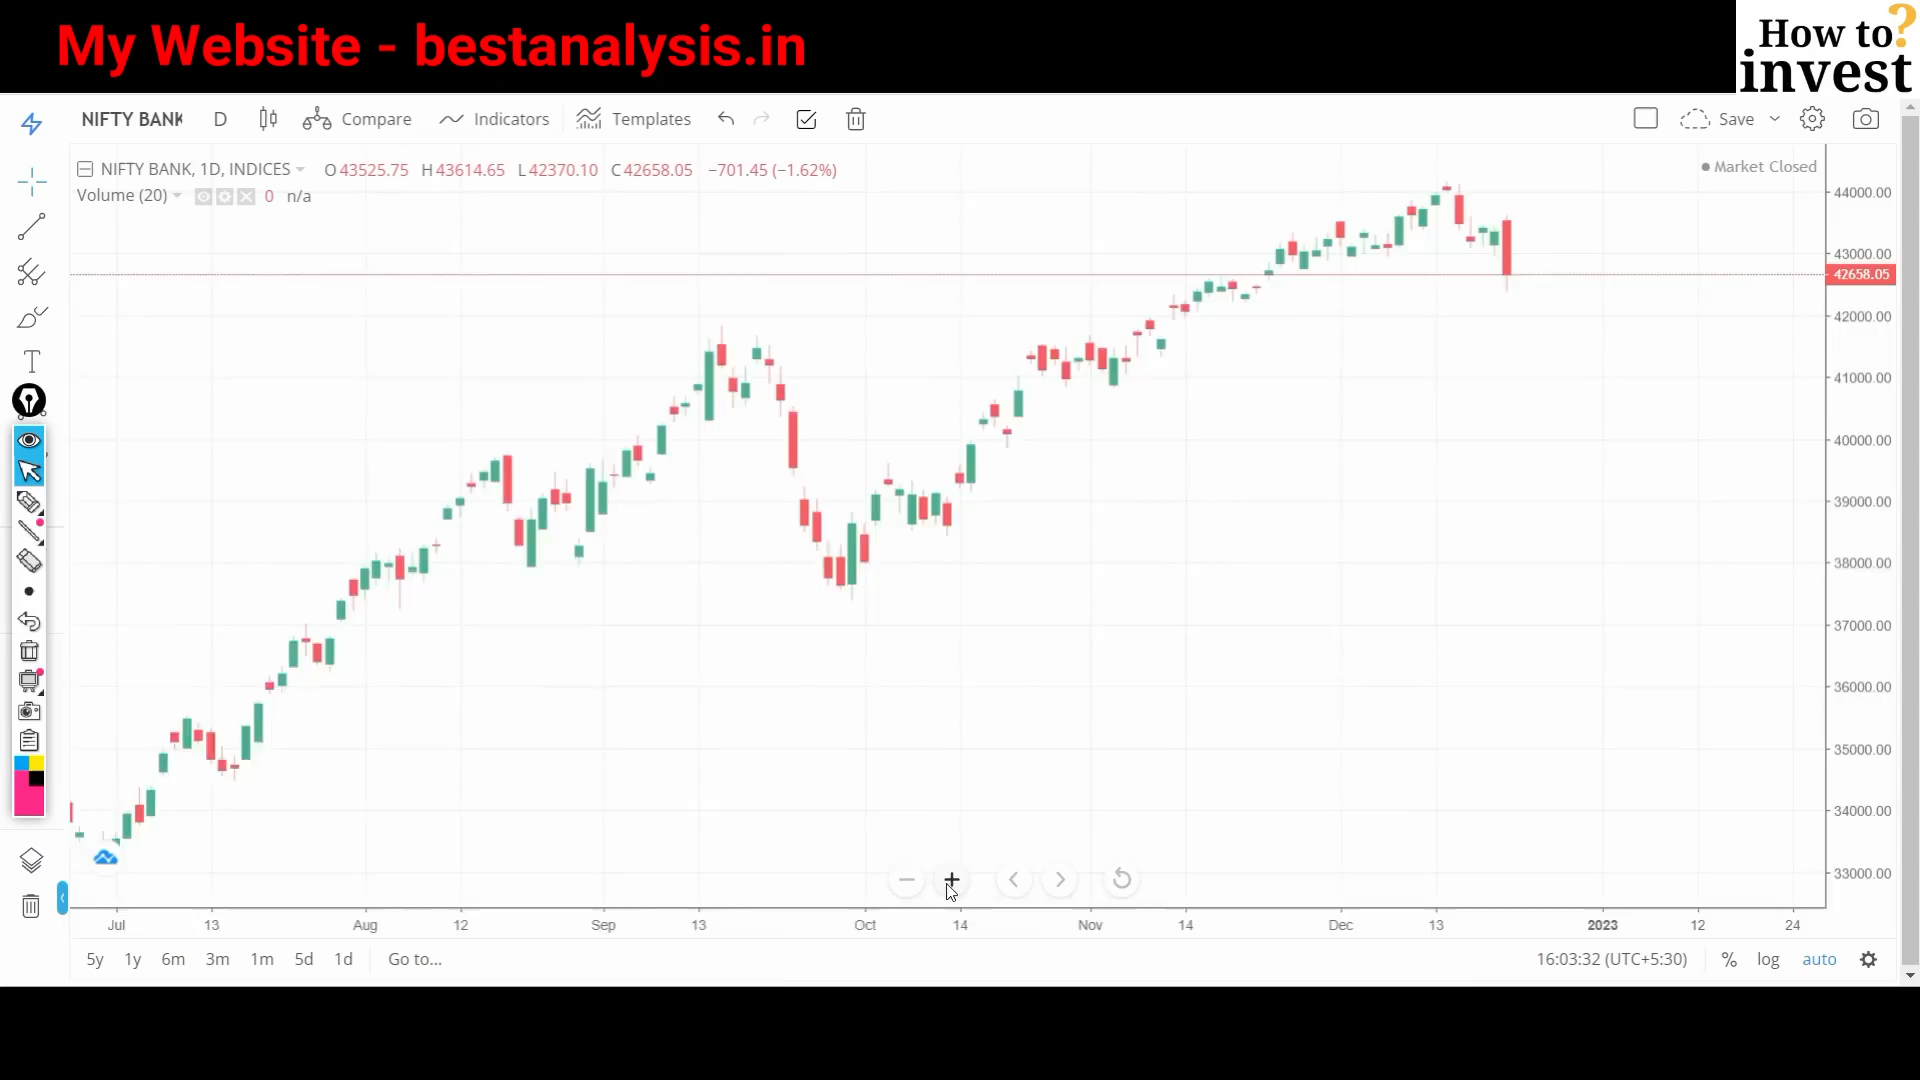 My Website - bestanalysis.in
How to?
invest
NIFTY BANK D Compare Indicators Templates Save
NIFTY BANK, 1D, INDICES O43525.75 H43614.65 L42370.10 C42658.05 −701.45 (−1.62%)
Market Closed
Volume (20) 0 n/a
44000.00
43000.00
42658.05
42000.00
41000.00
40000.00
39000.00
38000.00
37000.00
36000.00
35000.00
34000.00
33000.00
Jul 13 Aug 12 Sep 13 Oct 14 Nov 14 Dec 13 2023 12 24
5y 1y 6m 3m 1m 5d 1d Go to... 16:03:32 (UTC+5:30) % log auto